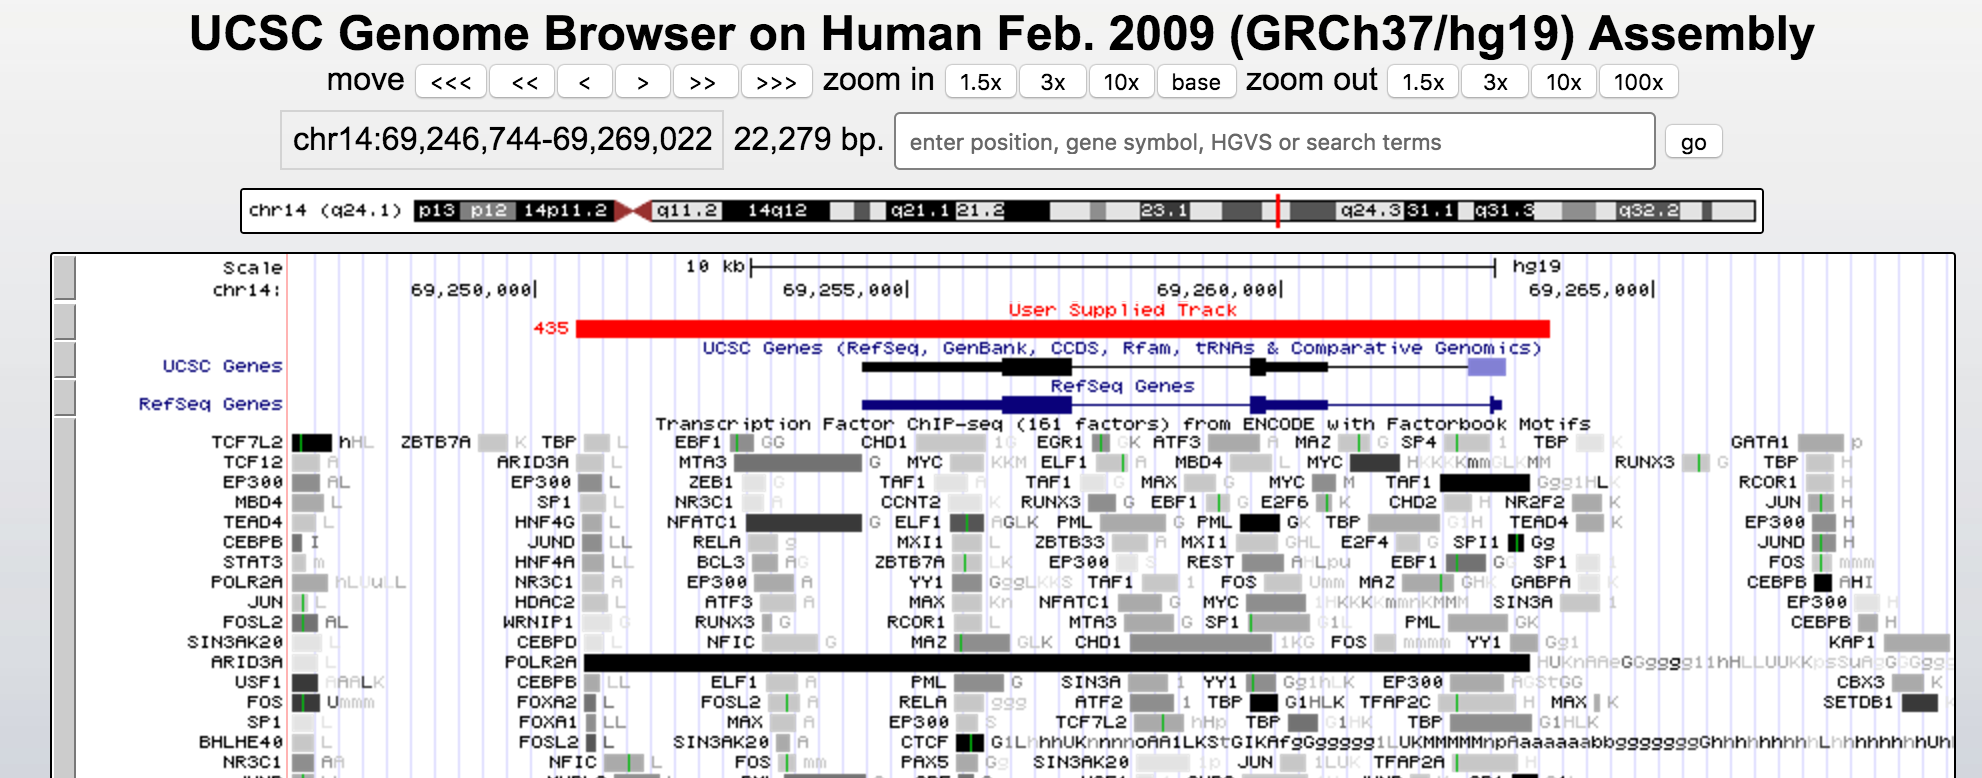 UCSC Genome Browser on Human Feb. 2009 (GRCh37/hg19) Assembly
move <<< << < > >> >>> zoom in 1.5x 3x 10x base zoom out 1.5x 3x 10x 100x
chr14:69,246,744-69,269,022 22,279 bp. enter position, gene symbol, HGVS or search terms go
chr14 (q24.1) p13 p12 14p11.2 q11.2 14q12 q21.1 21.2 23.1 q24.3 31.1 q31.3 q32.2
Scale 10 kb hg19
chr14: 69,250,000 69,255,000 69,260,000 69,265,000
User Supplied Track
435
UCSC Genes (RefSeq, GenBank, CCDS, Rfam, tRNAs & Comparative Genomics)
UCSC Genes
RefSeq Genes
RefSeq Genes
Transcription Factor ChIP-seq (161 factors) from ENCODE with Factorbook Motifs
TCF7L2 hHL ZBTB7A K TBP L EBF1 GG CHD1 1G EGR1 GK ATF3 A MAZ G SP4 1 TBP K GATA1 p
TCF12 A ARID3A L MTA3 G MYC KKM ELF1 A MBD4 L MYC HKKKKmmGLKMM RUNX3 G TBP H
EP300 AL EP300 L ZEB1 G TAF1 A TAF1 G MAX G MYC M TAF1 Ggg1HL RCOR1 L
MBD4 L SP1 L NR3C1 A CCNT2 K RUNX3 G EBF1 G E2F6 K CHD2 H NR2F2 K JUN H
TEAD4 L HNF4G L NFATC1 G ELF1 AGLK PML G PML GK TBP G1H TEAD4 K EP300 H
CEBPB I JUND LL RELA g MXI1 L ZBTB33 A MXI1 GHL E2F4 G SPI1 Gg JUND H
STAT3 m HNF4A LL BCL3 AG ZBTB7A LK EP300 S REST AHLpu EBF1 GG SP1 1 FOS mmm
POLR2A hLUuLL NR3C1 A EP300 A YY1 GggLKKS TAF1 1 FOS Umm MAZ GHK GABPA K CEBPB AHI
JUN L HDAC2 L ATF3 A MAX Kn NFATC1 G MYC 1HKKKKmmnKMMM SIN3A 1 EP300 H
FOSL2 AL WRNIP1 G RUNX3 G RCOR1 L MTA3 G SP1 G1L PML GK CEBPB H
SIN3AK20 L CEBPD L NFIC G MAZ GLK CHD1 1KG FOS mmmm YY1 Gg1 KAP1
ARID3A L POLR2A
USF1 AAALK CEBPB LL ELF1 A PML G SIN3A 1 YY1 Gg1hLK EP300 AGStGG CBX3 K
FOS Ummm FOXA2 L FOSL2 A RELA ggg ATF2 1 TBP G1HLK TFAP2C H MAX K SETDB1 K
SP1 L FOXA1 LL MAX A EP300 S TCF7L2 hHp TBP G1HK TBP G1HLK
BHLHE40 L FOSL2 L SIN3AK20 A CTCF
NR3C1 AA NFIC L FOS mm PAX5 Gg SIN3AK20 1p JUN 1LUK TFAP2A H